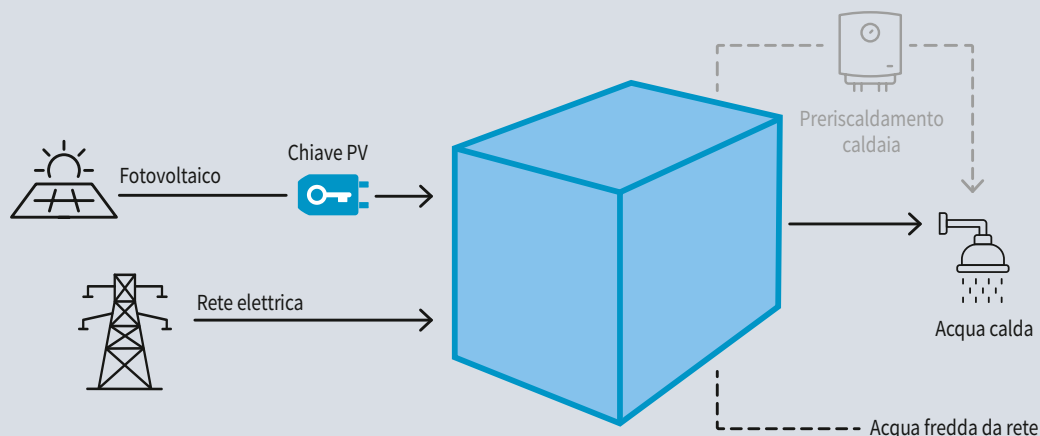 Preriscaldamento
caldaia
Chiave PV
Fotovoltaico
Rete elettrica
Acqua calda
Acqua fredda da rete